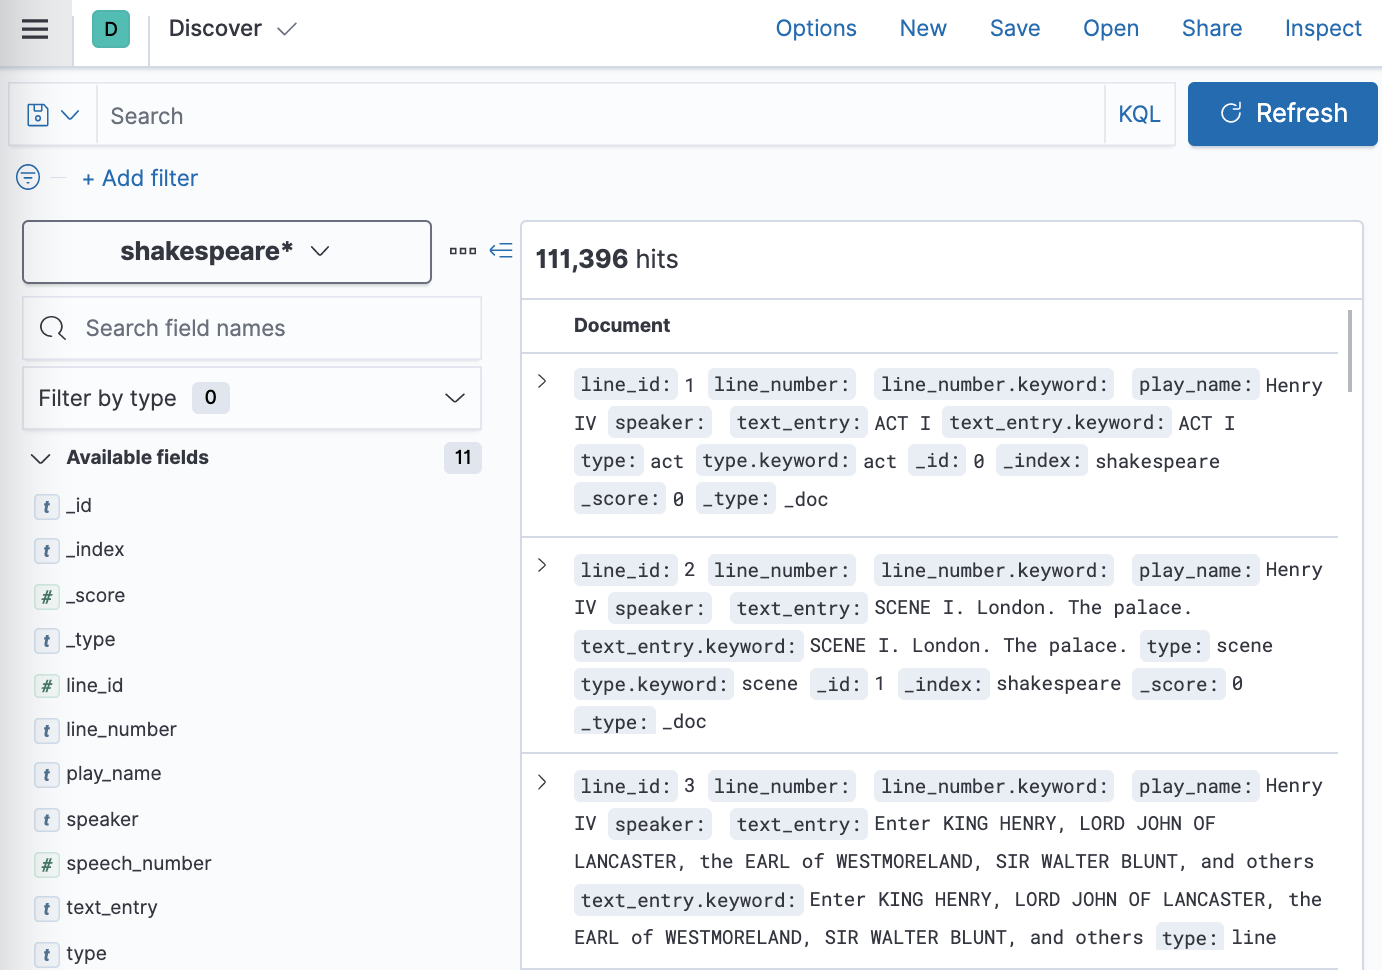 D Discover Options New Save Open Share Inspect
Search KQL Refresh
+ Add filter
shakespeare*
Search field names
Filter by type 0
Available fields 11
t _id
t _index
# _score
t _type
# line_id
t line_number
t play_name
t speaker
# speech_number
t text_entry
t type
111,396 hits
Document
line_id: 1 line_number: line_number.keyword: play_name: Henry
IV speaker: text_entry: ACT I text_entry.keyword: ACT I
type: act type.keyword: act _id: 0 _index: shakespeare
_score: 0 _type: _doc
line_id: 2 line_number: line_number.keyword: play_name: Henry
IV speaker: text_entry: SCENE I. London. The palace.
text_entry.keyword: SCENE I. London. The palace. type: scene
type.keyword: scene _id: 1 _index: shakespeare _score: 0
_type: _doc
line_id: 3 line_number: line_number.keyword: play_name: Henry
IV speaker: text_entry: Enter KING HENRY, LORD JOHN OF
LANCASTER, the EARL of WESTMORELAND, SIR WALTER BLUNT, and others
text_entry.keyword: Enter KING HENRY, LORD JOHN OF LANCASTER, the
EARL of WESTMORELAND, SIR WALTER BLUNT, and others type: line